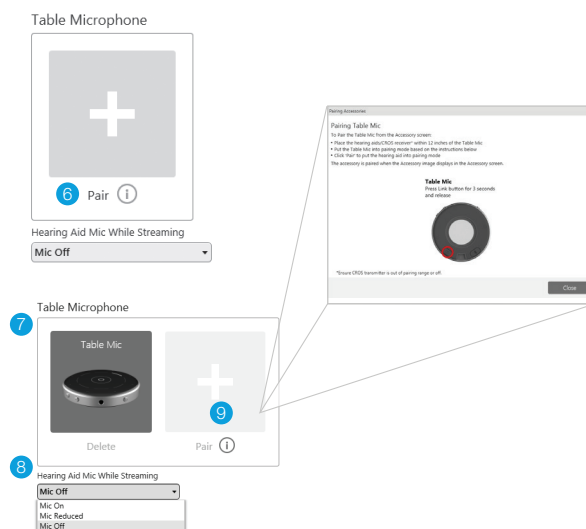 Table Microphone
6 Pair i
Hearing Aid Mic While Streaming
Mic Off
Pairing Accessories
Pairing Table Mic
To Pair the Table Mic from the Accessory screen:
• Place the hearing aids/CROS receiver* within 12 inches of the Table Mic
• Put the Table Mic into pairing mode based on the instructions below
• Click 'Pair' to put the hearing aid into pairing mode
The accessory is paired when the Accessory image displays in the Accessory screen.
Table Mic
Press Link button for 3 seconds
and release
*Ensure CROS transmitter is out of pairing range or off.
Close
Table Microphone
7
Table Mic
9
Delete
Pair i
8
Hearing Aid Mic While Streaming
Mic Off
Mic On
Mic Reduced
Mic Off